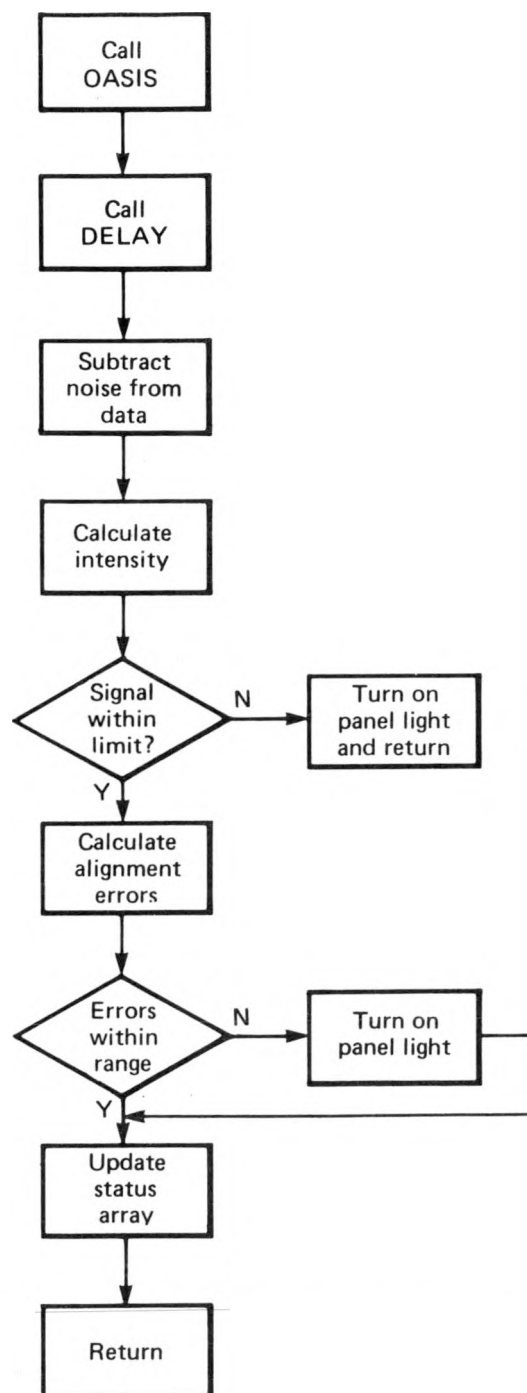 Call
OASIS
Call
DELAY
Subtract
noise from
data
Calculate
intensity
Signal
within
limit?
N
Turn on
panel light
and return
Y
Calculate
alignment
errors
Errors
within
range
N
Turn on
panel light
Y
Update
status
array
Return